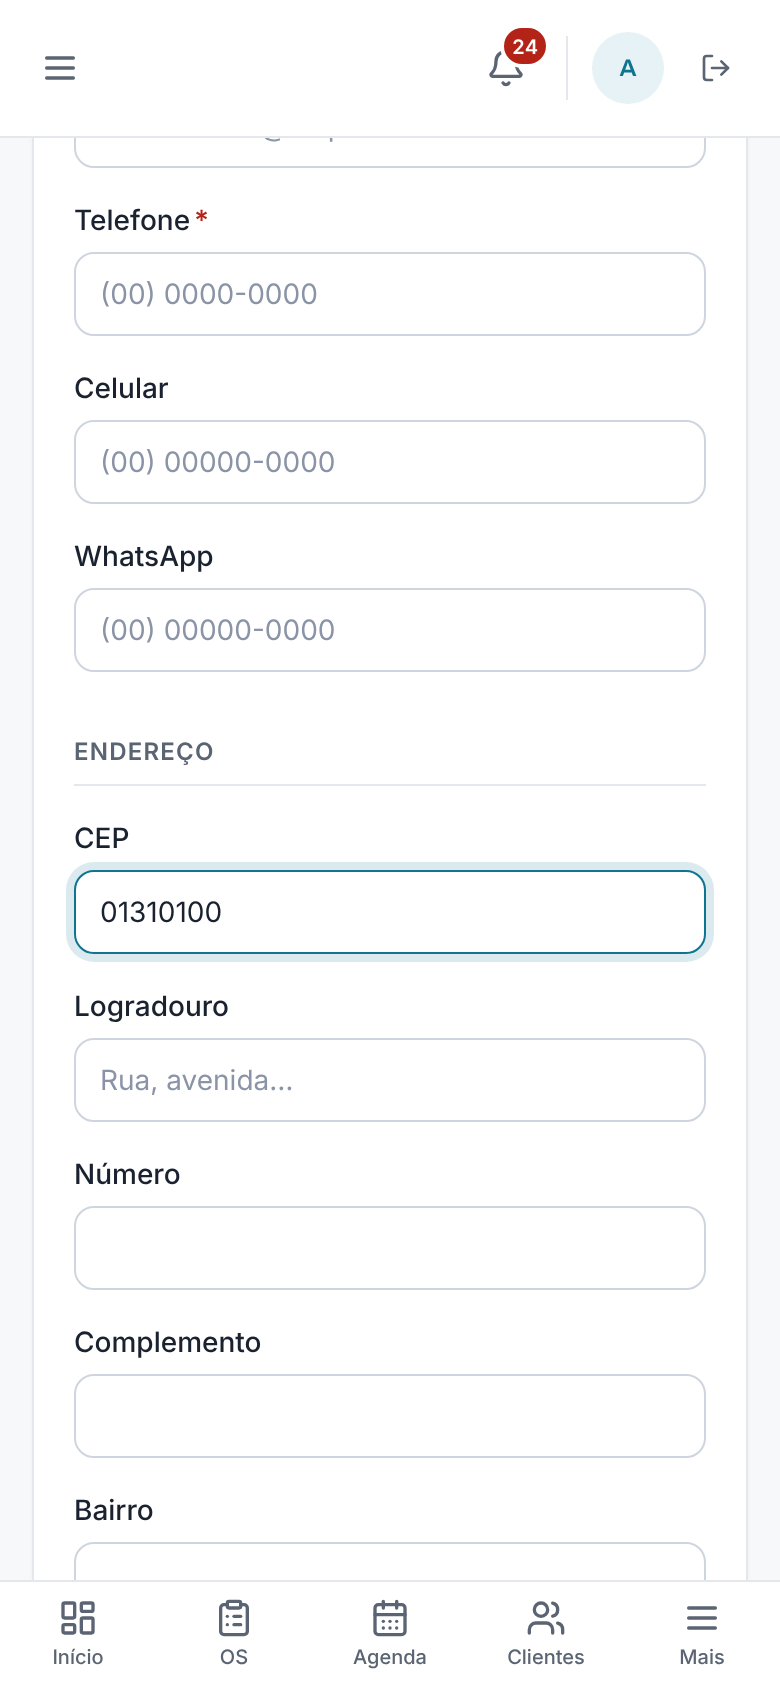 24
A
Telefone *
(00) 0000-0000
Celular
(00) 00000-0000
WhatsApp
(00) 00000-0000
ENDEREÇO
CEP
01310100
Logradouro
Rua, avenida...
Número
Complemento
Bairro
Início
OS
Agenda
Clientes
Mais